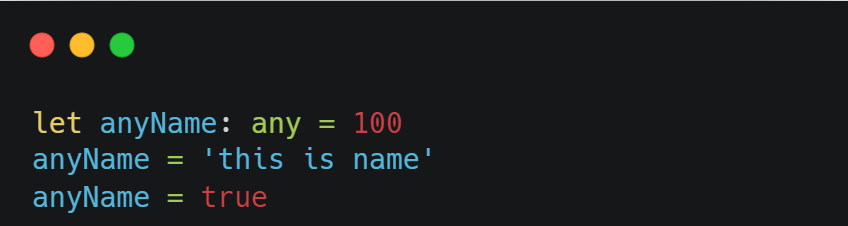 let anyName: any = 100
anyName = 'this is name'
anyName = true